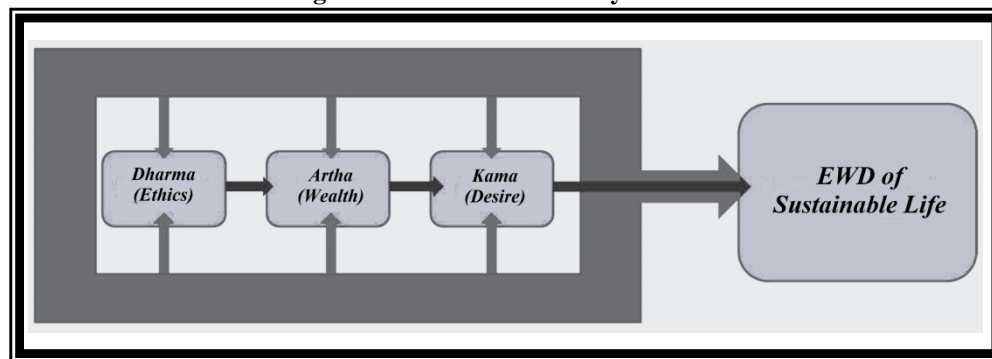 Dharma
(Ethics)
Artha
(Wealth)
Kama
(Desire)
EWD of
Sustainable Life